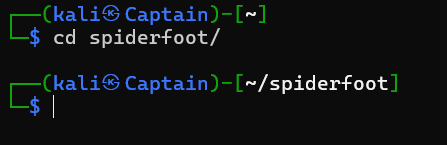 ┌──(kali㉿Captain)-[~]
└─$ cd spiderfoot/
┌──(kali㉿Captain)-[~/spiderfoot]
└─$